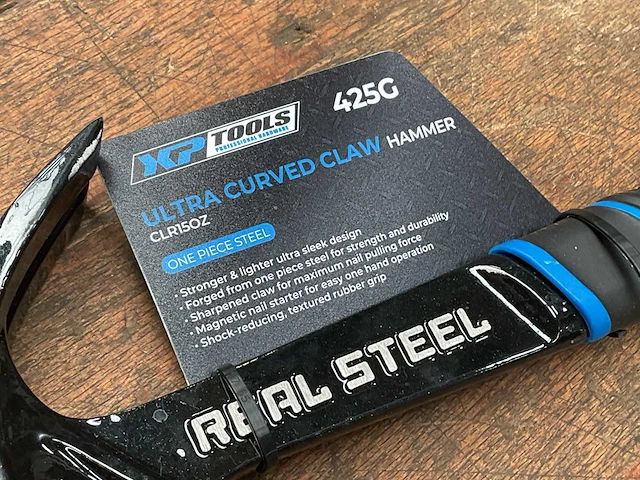 XP TOOLS
PROFESSIONAL HARDWARE
425G
ULTRA CURVED CLAW HAMMER
CLR15OZ
ONE PIECE STEEL
· Stronger & lighter ultra sleek design
· Forged from one piece steel for strength and durability
· Sharpened claw for maximum nail pulling force
· Magnetic nail starter for easy one hand operation
· Shock-reducing, textured rubber grip
REAL STEEL